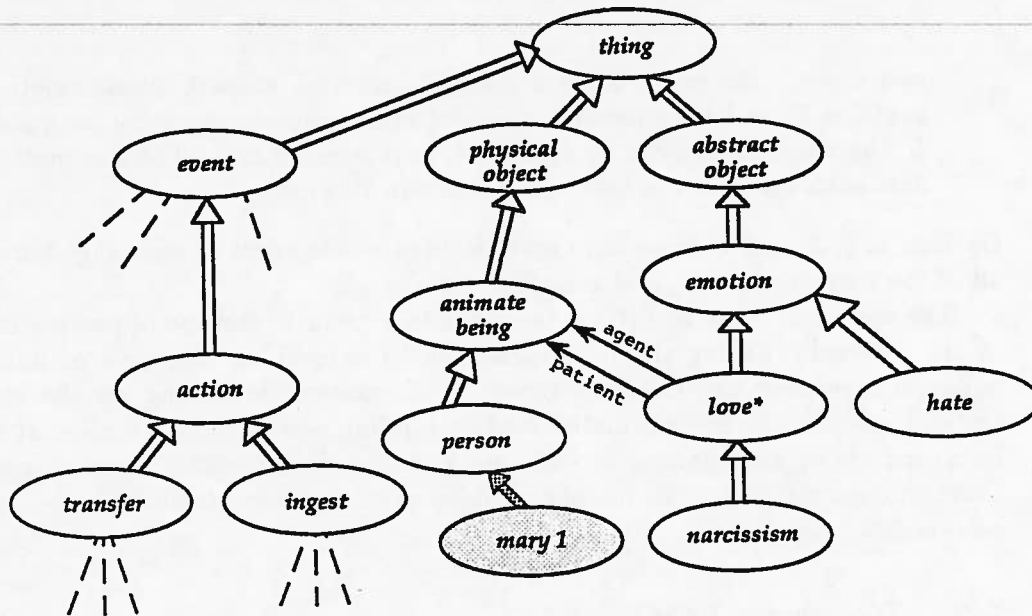 thing
event
physical
object
abstract
object
animate
being
emotion
agent
patient
action
person
love*
hate
transfer
ingest
mary 1
narcissism